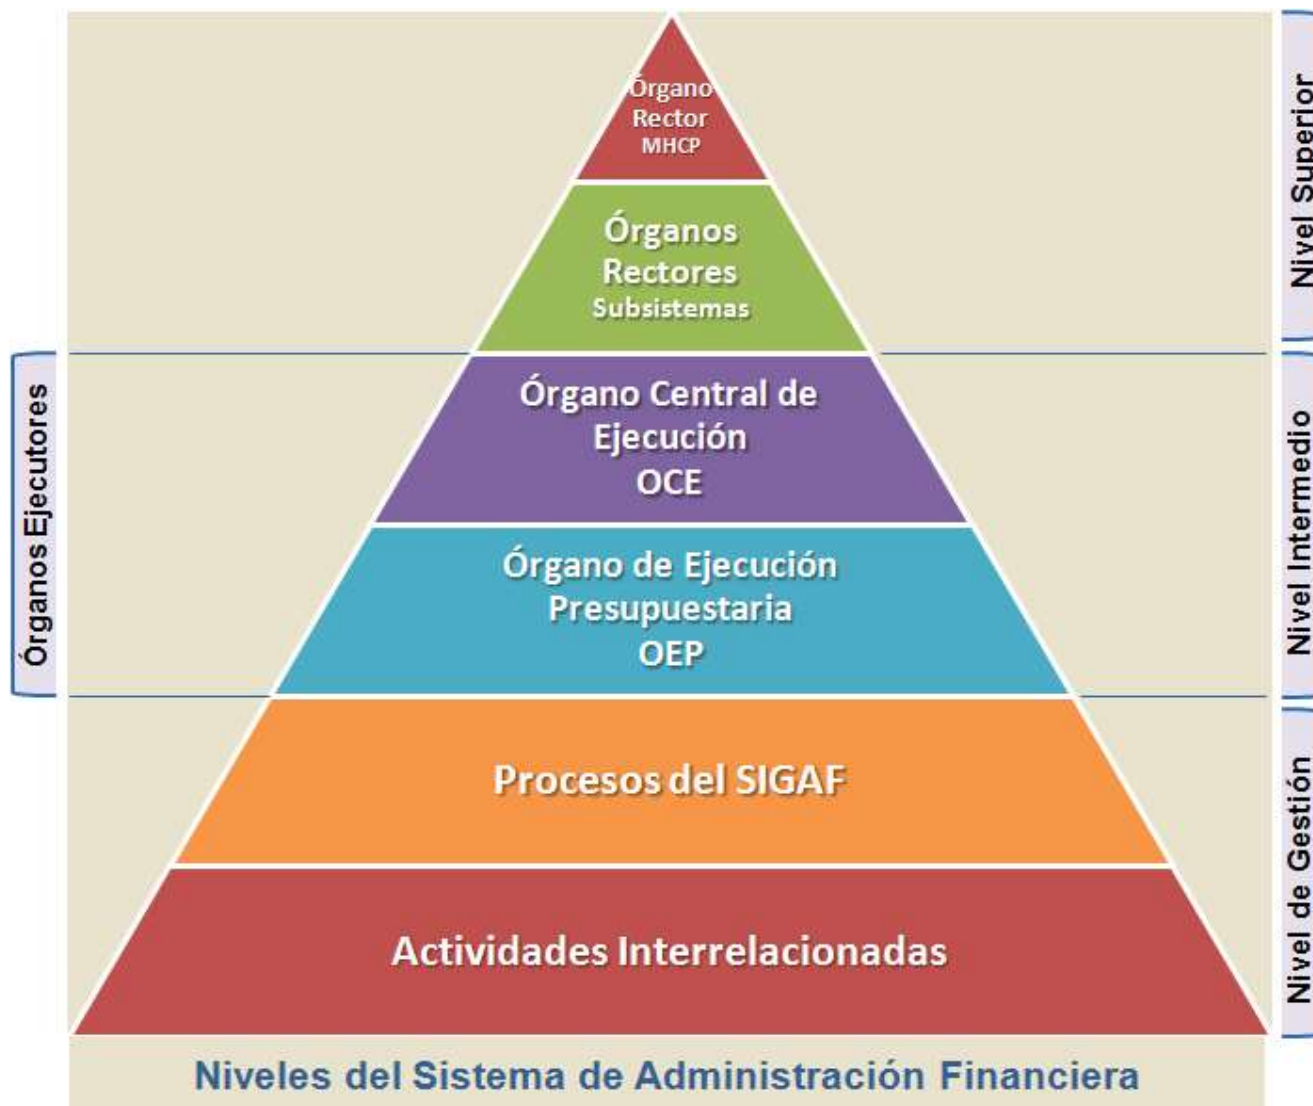 Órgano
Rector
MHCP
Nivel Superior
Órganos
Rectores
Subsistemas
Órganos Ejecutores
Órgano Central de
Ejecución
OCE
Nivel Intermedio
Órgano de Ejecución
Presupuestaria
OEP
Procesos del SIGAF
Nivel de Gestión
Actividades Interrelacionadas
Niveles del Sistema de Administración Financiera